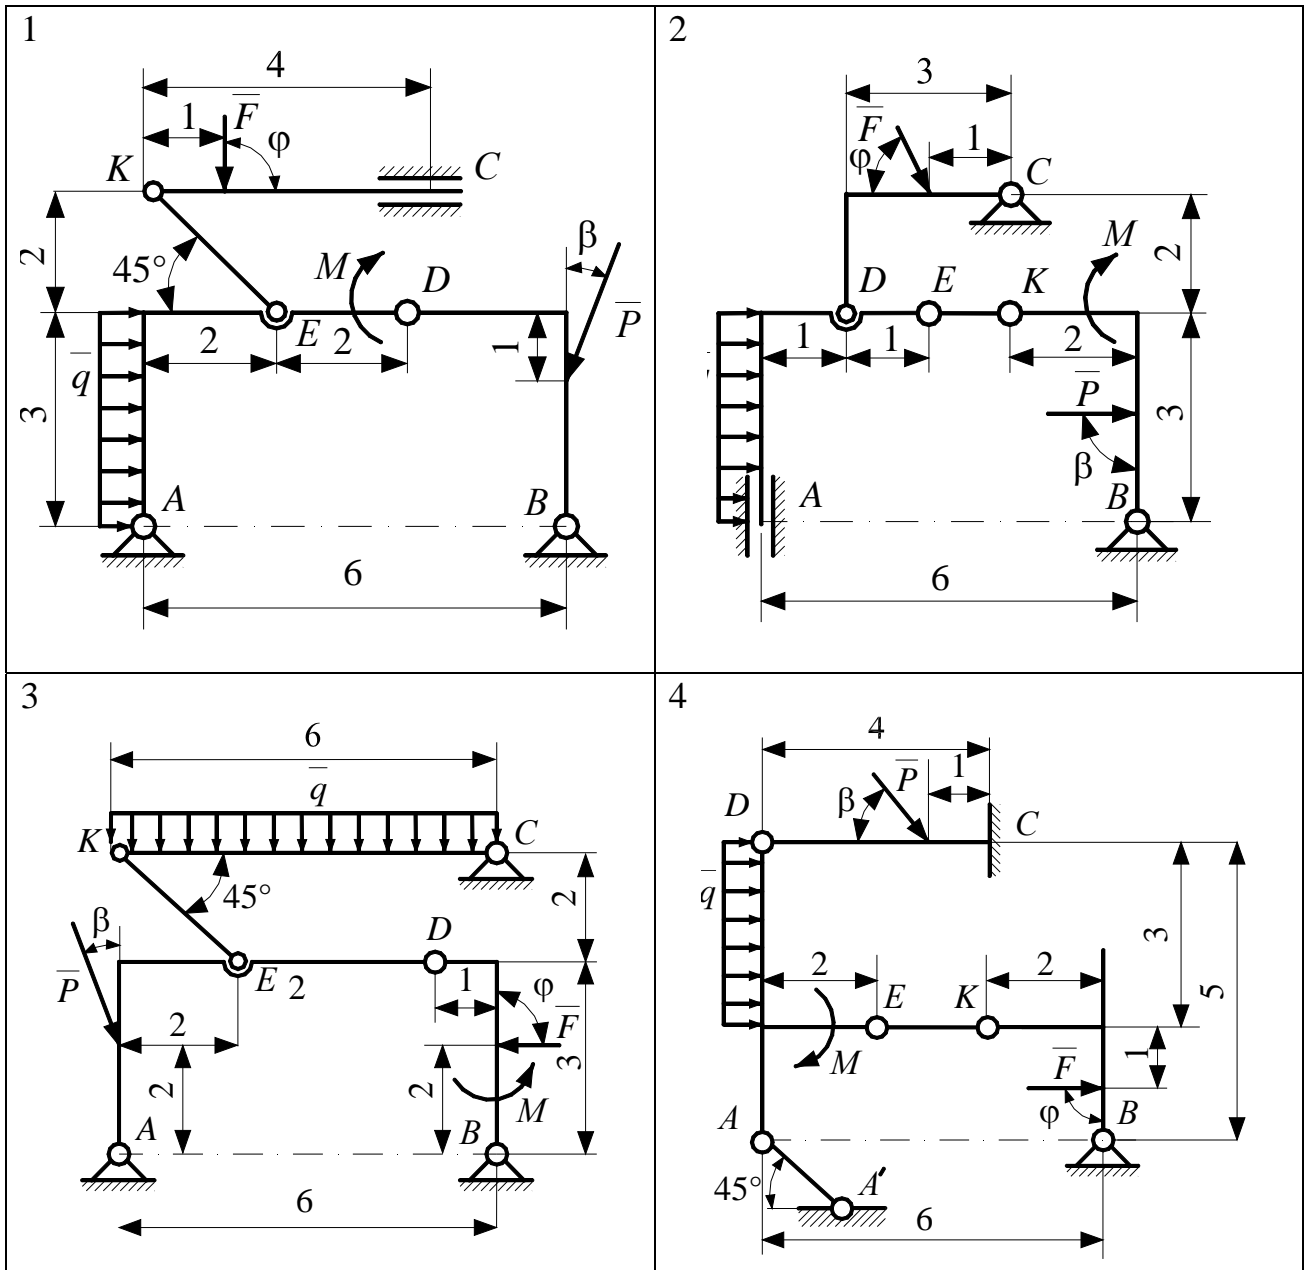 1
4
1 F φ
K C
2
45° M D β
E P
2 2 1
q
3
A B
6
2
3
F 1
φ C
M
2
D E K
1 1 2
P
3
β
A B
6
3
6
q
K C
45° 2
β D
P E 2 1 φ
F
2 3
2 2 M
A B
6
4
4
P 1
D β C
q
3
2 2 5
E K
M F 1
φ
A B
45° A′
6